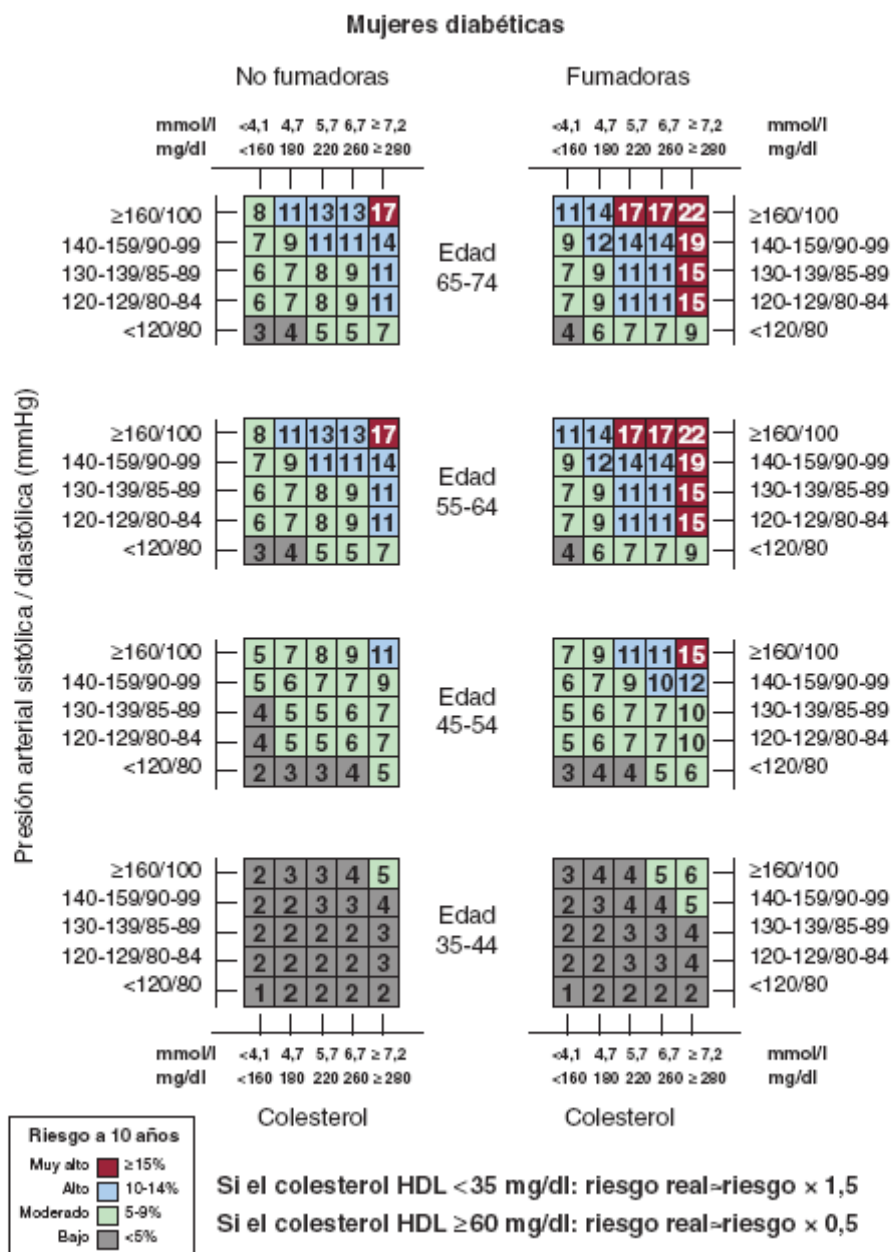 Mujeres diabéticas
No fumadoras Fumadoras
mmol/l <4,1 4,7 5,7 6,7 ≥7,2 <4,1 4,7 5,7 6,7 ≥7,2 mmol/l
mg/dl <160 180 220 260 ≥280 <160 180 220 260 ≥280 mg/dl
Presión arterial sistólica / diastólica (mmHg)
≥160/100 8 11 13 13 17 11 14 17 17 22 ≥160/100
140-159/90-99 7 9 11 11 14 9 12 14 14 19 140-159/90-99
Edad
130-139/85-89 6 7 8 9 11 7 9 11 11 15 130-139/85-89
65-74
120-129/80-84 6 7 8 9 11 7 9 11 11 15 120-129/80-84
<120/80 3 4 5 5 7 4 6 7 7 9 <120/80
≥160/100 8 11 13 13 17 11 14 17 17 22 ≥160/100
140-159/90-99 7 9 11 11 14 9 12 14 14 19 140-159/90-99
Edad
130-139/85-89 6 7 8 9 11 7 9 11 11 15 130-139/85-89
55-64
120-129/80-84 6 7 8 9 11 7 9 11 11 15 120-129/80-84
<120/80 3 4 5 5 7 4 6 7 7 9 <120/80
≥160/100 5 7 8 9 11 7 9 11 11 15 ≥160/100
140-159/90-99 5 6 7 7 9 6 7 9 10 12 140-159/90-99
Edad
130-139/85-89 4 5 5 6 7 5 6 7 7 10 130-139/85-89
45-54
120-129/80-84 4 5 5 6 7 5 6 7 7 10 120-129/80-84
<120/80 2 3 3 4 5 3 4 4 5 6 <120/80
≥160/100 2 3 3 4 5 3 4 4 5 6 ≥160/100
140-159/90-99 2 2 3 3 4 2 3 4 4 5 140-159/90-99
Edad
130-139/85-89 2 2 2 2 3 2 2 3 3 4 130-139/85-89
35-44
120-129/80-84 2 2 2 2 3 2 2 3 3 4 120-129/80-84
<120/80 1 2 2 2 2 1 2 2 2 2 <120/80
mmol/l <4,1 4,7 5,7 6,7 ≥7,2 <4,1 4,7 5,7 6,7 ≥7,2 mmol/l
mg/dl <160 180 220 260 ≥280 <160 180 220 260 ≥280 mg/dl
Colesterol Colesterol
Riesgo a 10 años
Muy alto ≥15%
Alto 10-14%
Moderado 5-9%
Bajo <5%
Si el colesterol HDL <35 mg/dl: riesgo real≈riesgo × 1,5
Si el colesterol HDL ≥60 mg/dl: riesgo real≈riesgo × 0,5